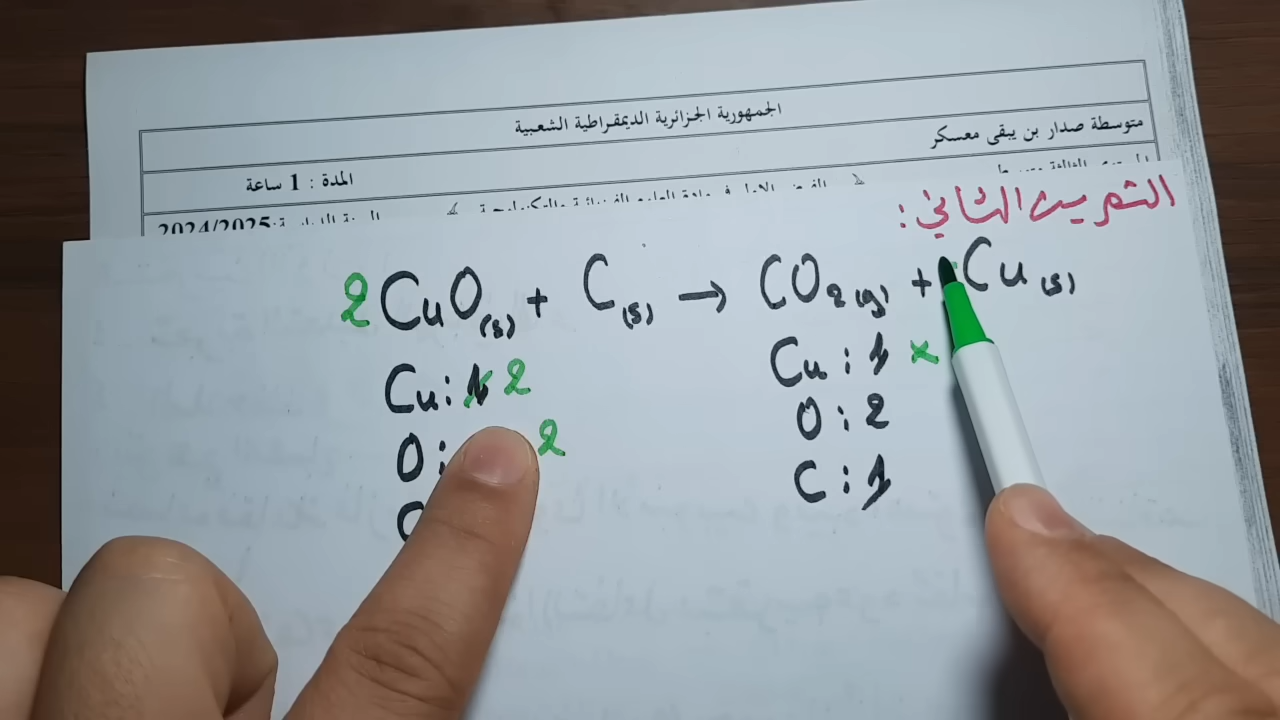 الجمهورية الجزائرية الديمقراطية الشعبية
متوسطة صدار بن يبقى معسكر
المدة : 1 ساعة
2024/2025
التمرين الثاني :
2CuO(s) + C(s) → CO2(g) + Cu(s)
Cu : 1 2 Cu : 1 ×
O : 2 O : 2
C : 1